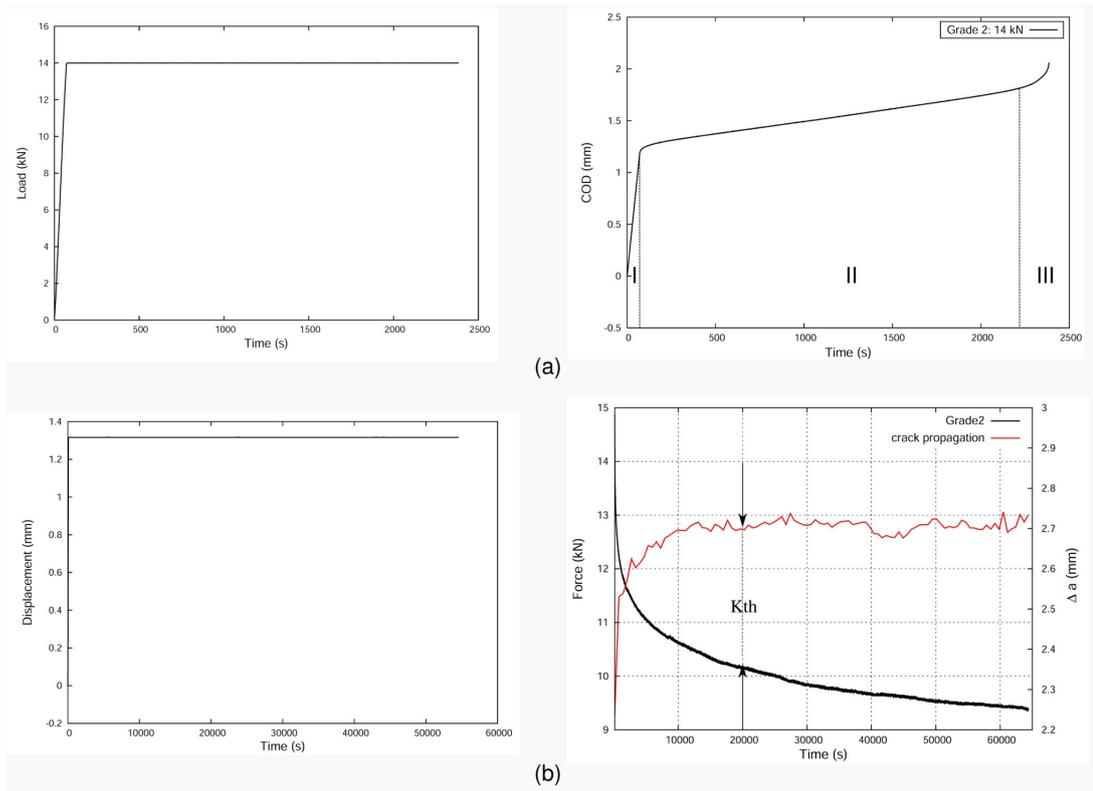 16
14
12
10
8
6
4
2
0
Load (kN)
0 500 1000 1500 2000 2500
Time (s)
2.5
2
1.5
1
0.5
0
-0.5
COD (mm)
Grade 2: 14 kN
I II III
0 500 1000 1500 2000 2500
Time (s)
(a)
1.4
1.2
1
0.8
0.6
0.4
0.2
0
-0.2
Displacement (mm)
0 10000 20000 30000 40000 50000 60000
Time (s)
15
14
13
12
11
10
9
Force (kN)
Grade2
crack propagation
Kth
3
2.9
2.8
2.7
2.6
2.5
2.4
2.3
2.2
Δ a (mm)
10000 20000 30000 40000 50000 60000
Time (s)
(b)